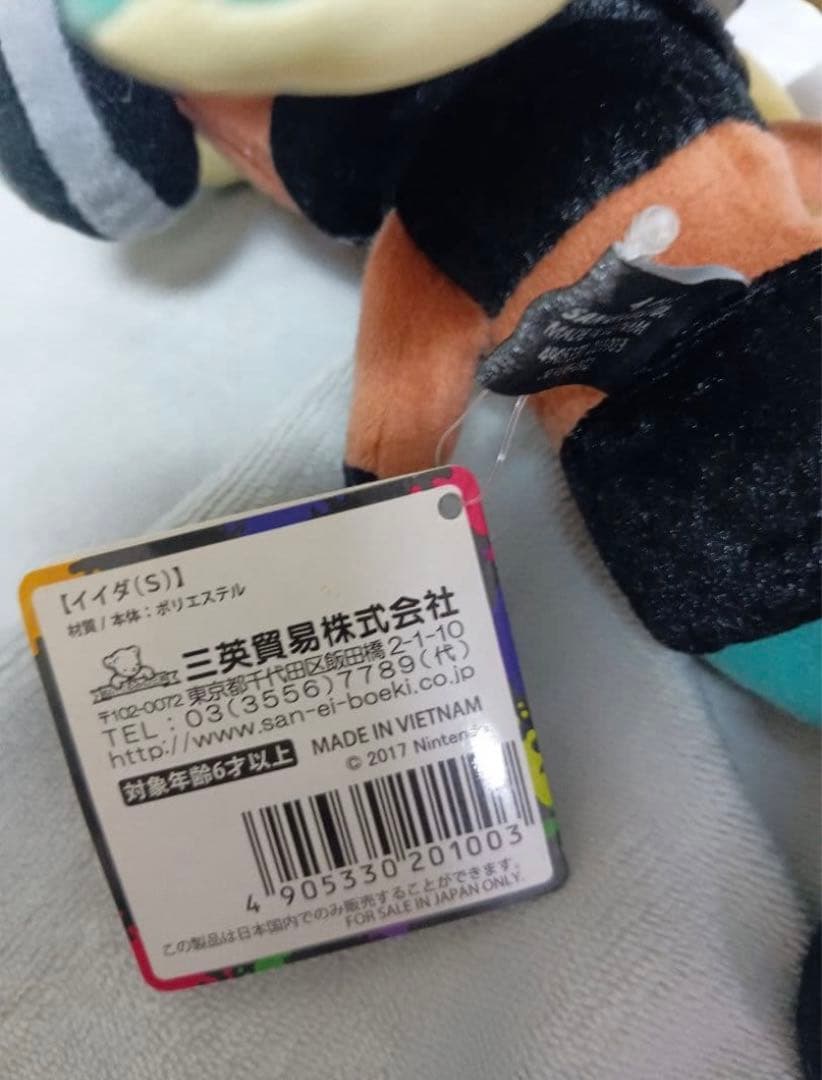 【イイダ(S)】
材質/本体:ポリエステル
三英貿易株式会社
〒102-0072 東京都千代田区飯田橋2-1-10
TEL:03(3556)7789(代)
http://www.san-ei-boeki.co.jp
対象年齢6才以上
MADE IN VIETNAM
© 2017 Nintendo
4 905330 201003
この製品は日本国内でのみ販売することができます。
FOR SALE IN JAPAN ONLY.